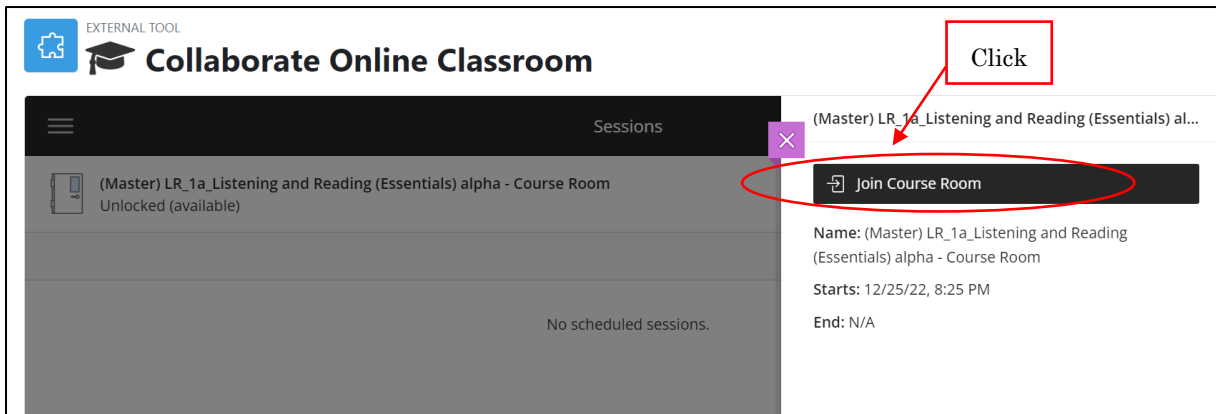 EXTERNAL TOOL
Collaborate Online Classroom
Click
Sessions
(Master) LR_1a_Listening and Reading (Essentials) alpha - Course Room
Unlocked (available)
No scheduled sessions.
(Master) LR_1a_Listening and Reading (Essentials) al...
Join Course Room
Name: (Master) LR_1a_Listening and Reading
(Essentials) alpha - Course Room
Starts: 12/25/22, 8:25 PM
End: N/A